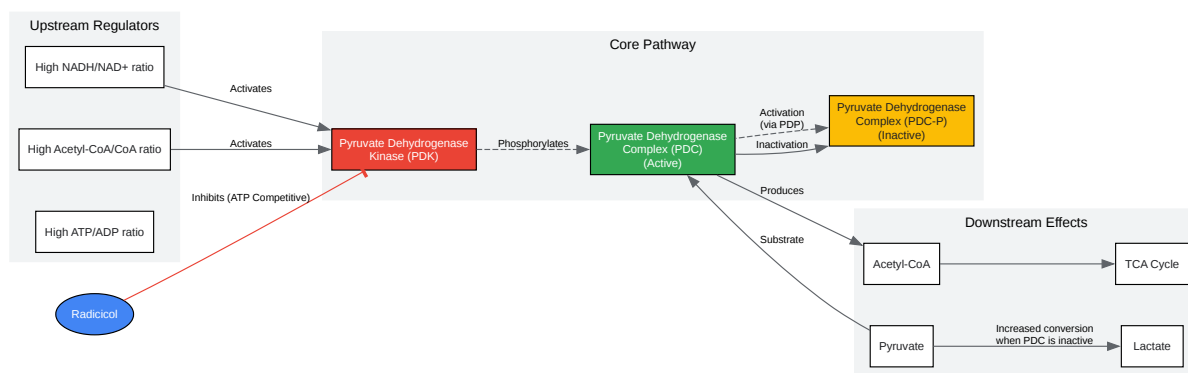 Upstream Regulators
High NADH/NAD+ ratio
High Acetyl-CoA/CoA ratio
High ATP/ADP ratio
Radicicol
Activates
Activates
Inhibits (ATP Competitive)
Core Pathway
Pyruvate Dehydrogenase
Kinase (PDK)
Phosphorylates
Pyruvate Dehydrogenase
Complex (PDC)
(Active)
Activation
(via PDP)
Inactivation
Pyruvate Dehydrogenase
Complex (PDC-P)
(Inactive)
Produces
Substrate
Downstream Effects
Acetyl-CoA
TCA Cycle
Pyruvate
Increased conversion
when PDC is inactive
Lactate